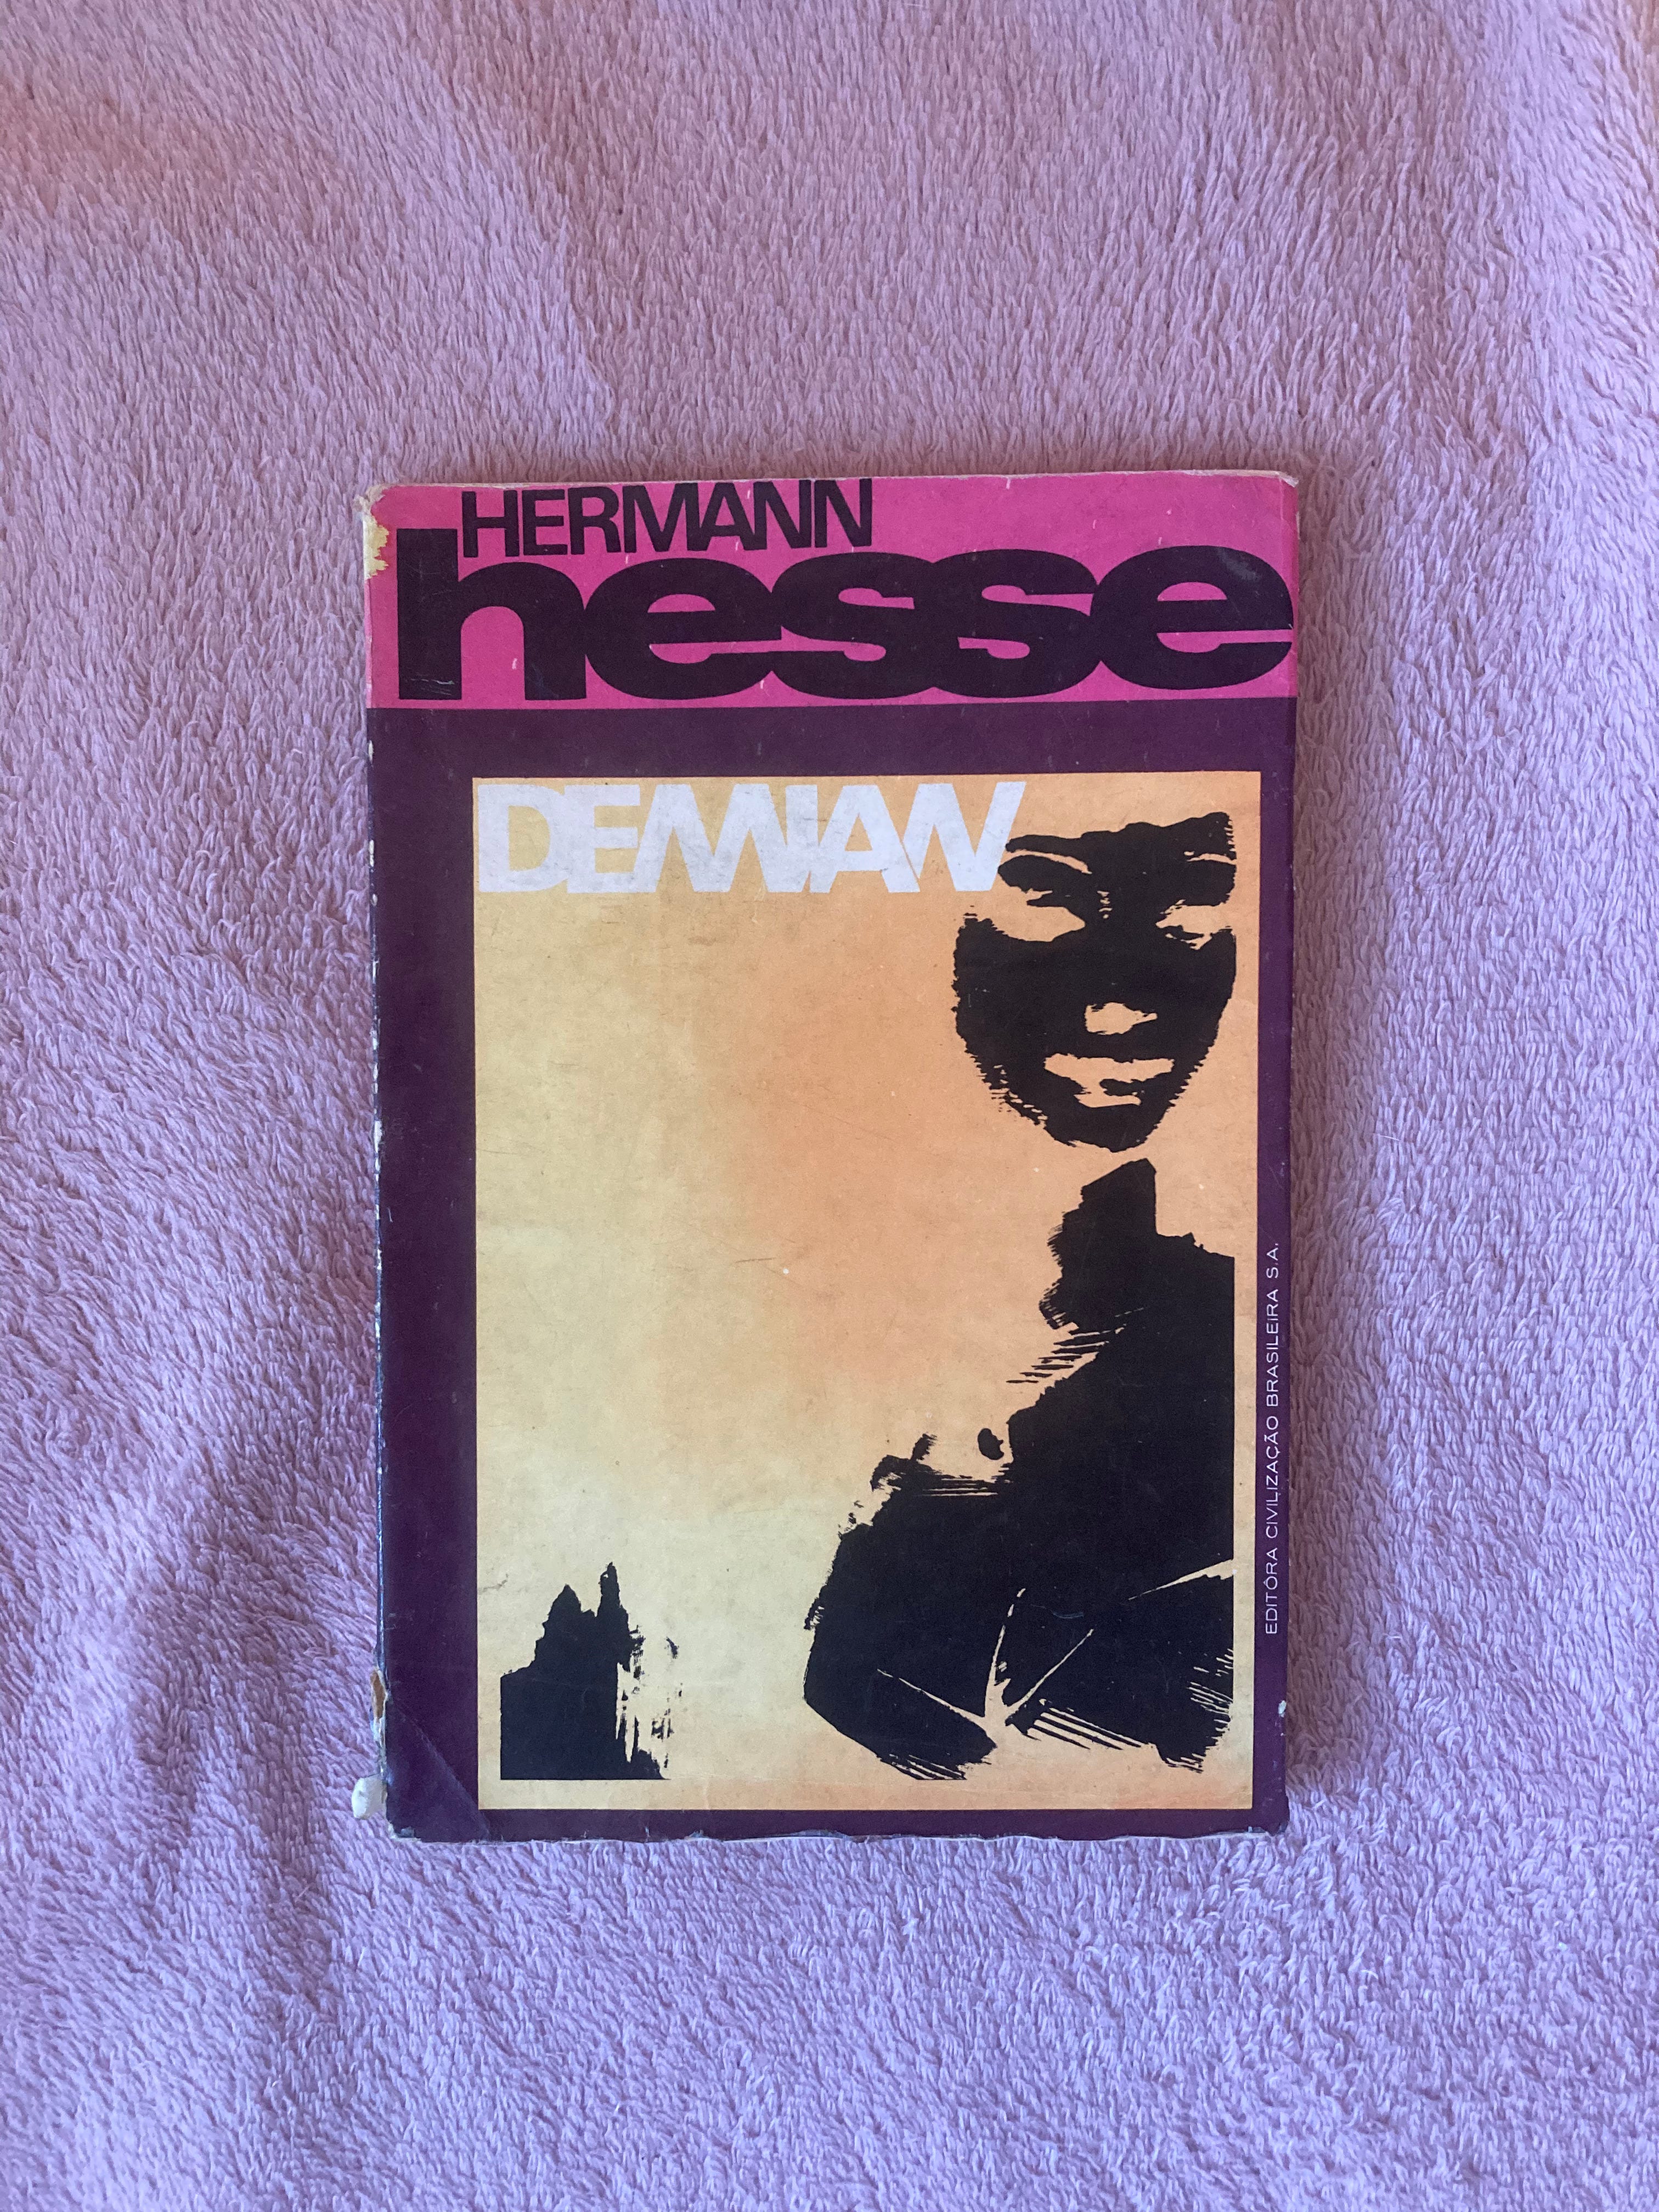 HERMANN
hesse
DEMIAN
EDITÔRA CIVILIZAÇÃO BRASILEIRA S.A.